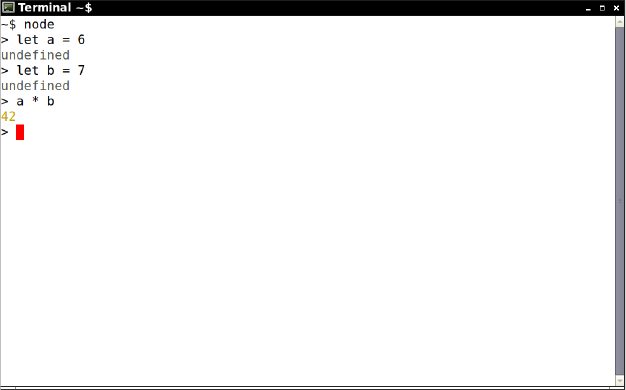 Terminal ~$
~$ node
> let a = 6
undefined
> let b = 7
undefined
> a * b
42
>